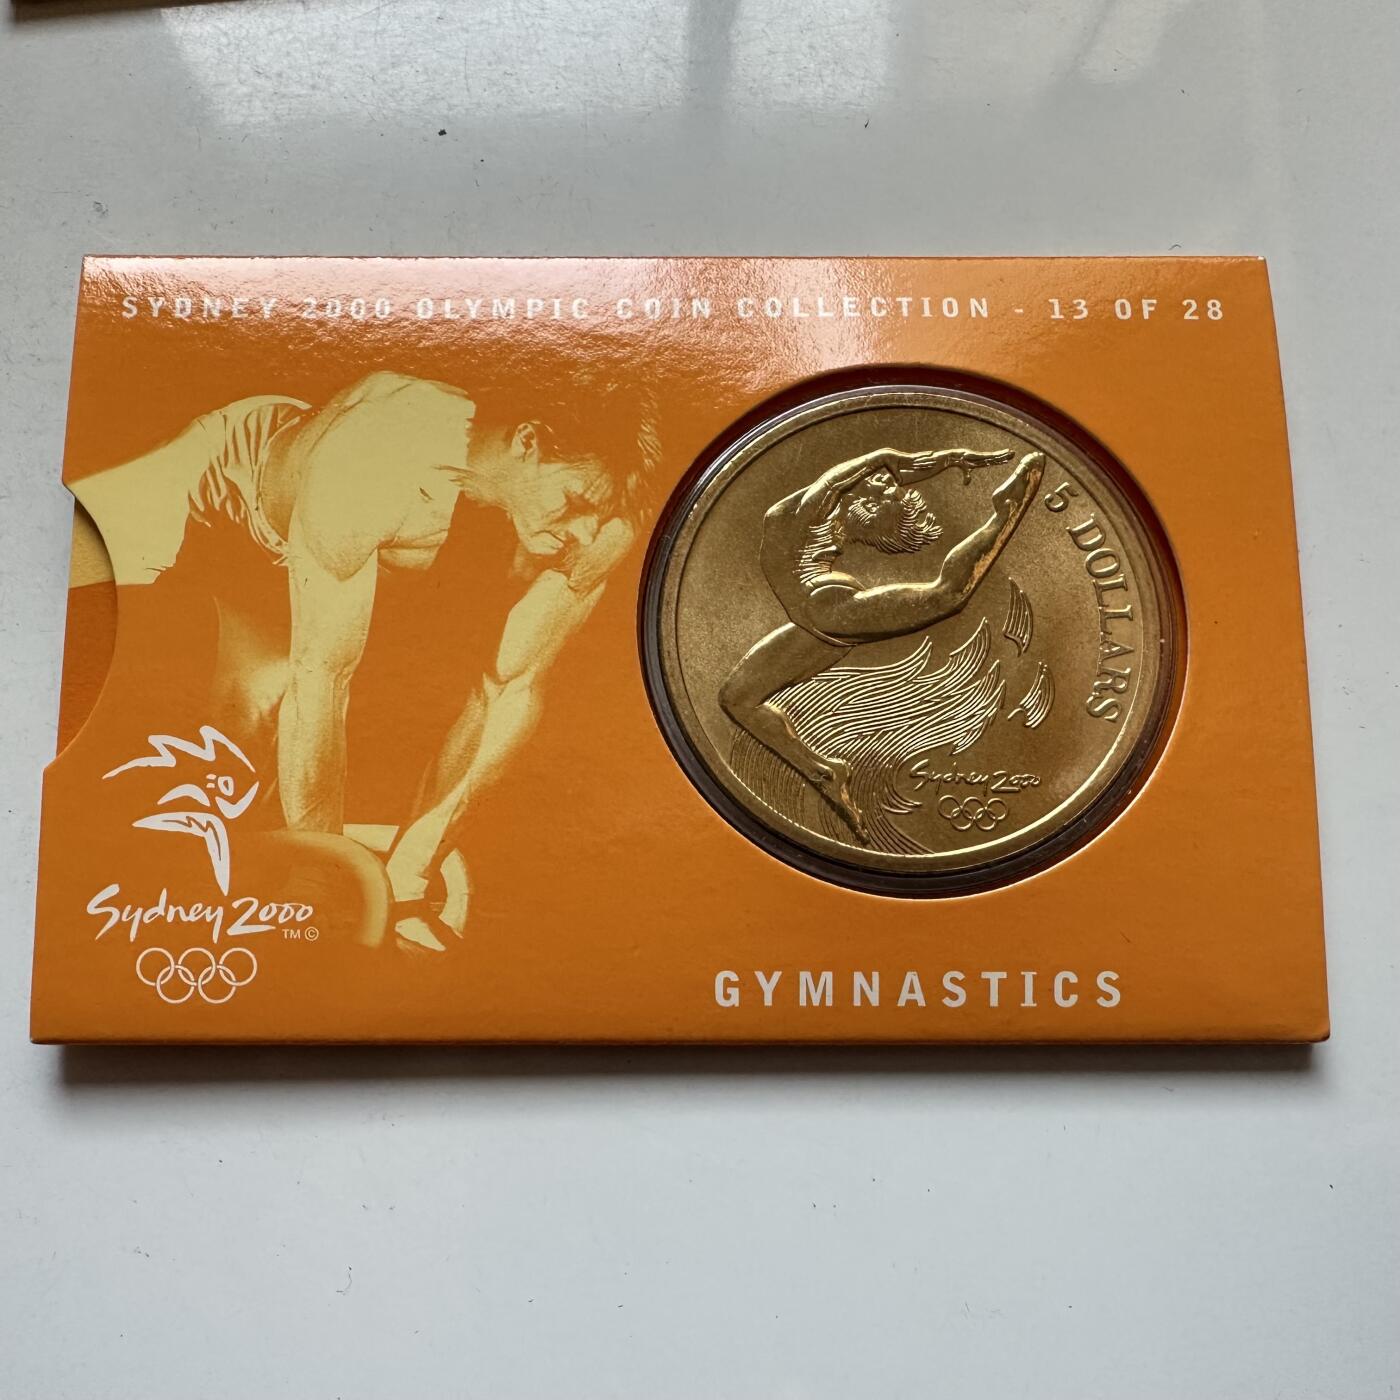 SYDNEY 2000 OLYMPIC COIN COLLECTION - 13 OF 28
5 DOLLARS
Sydney 2000
Sydney 2000
TM ©
GYMNASTICS